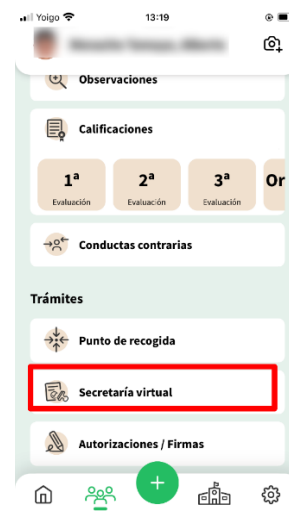 Yoigo 13:19
Observaciones
Calificaciones
1ª 2ª 3ª Or
Evaluación Evaluación Evaluación
Conductas contrarias
Trámites
Punto de recogida
Secretaría virtual
Autorizaciones / Firmas